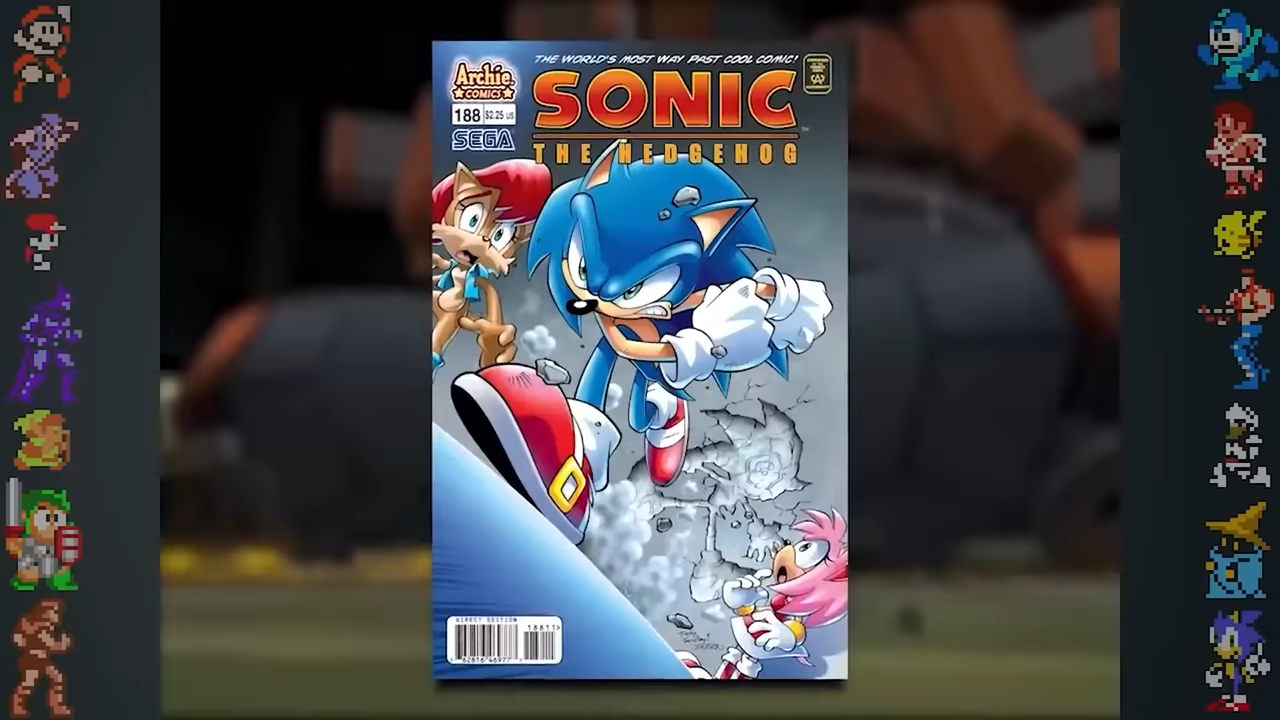 THE WORLD'S MOST WAY PAST COOL COMIC!
Archie
COMICS
188 $2.25 US
SEGA
SONIC
THE HEDGEHOG
DIRECT EDITION
18811